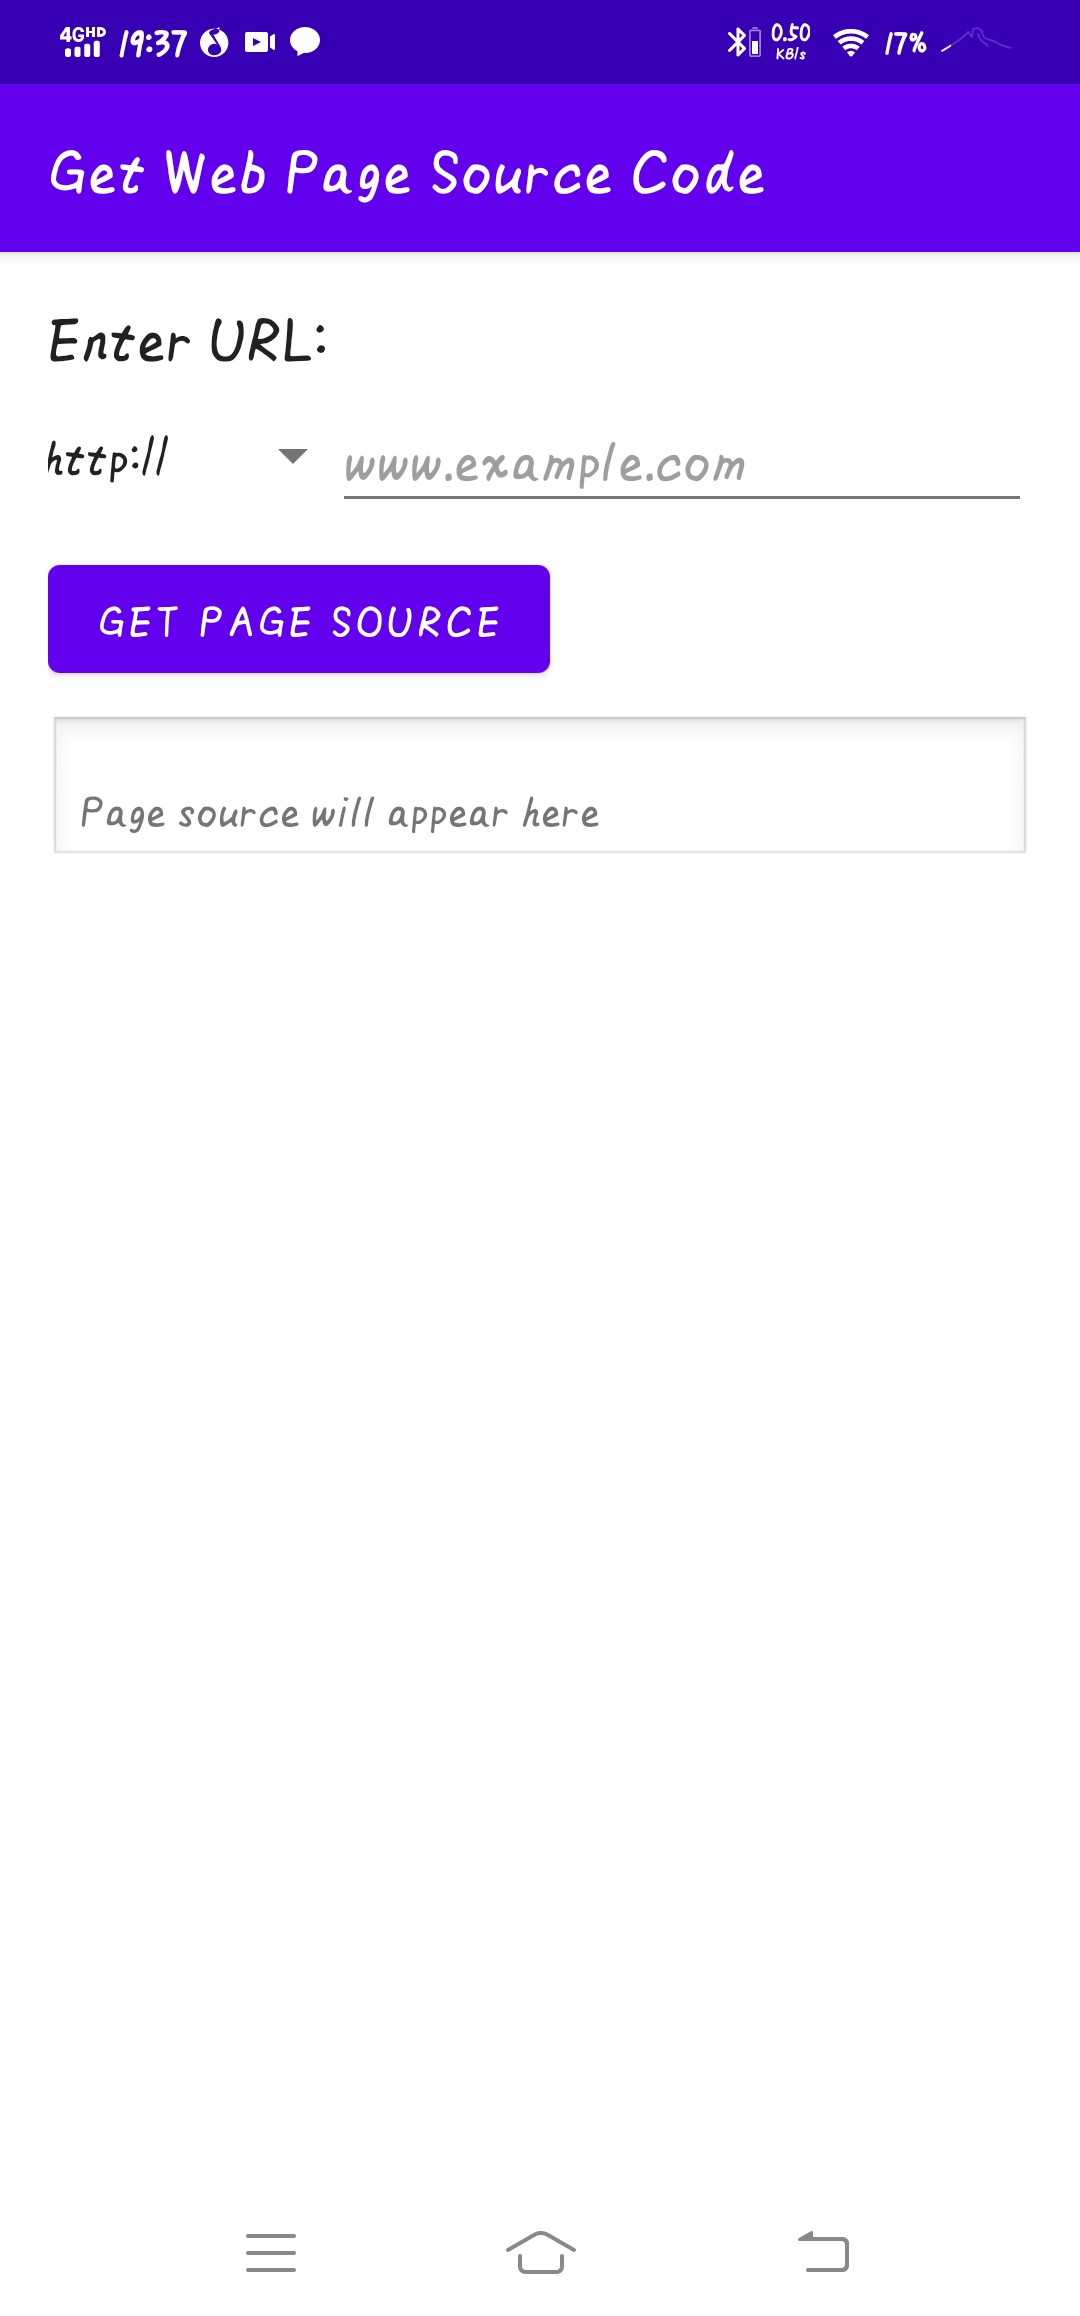 4GHD 19:37 0.50 KB/s 17%
Get Web Page Source Code
Enter URL:
http:// www.example.com
GET PAGE SOURCE
Page source will appear here